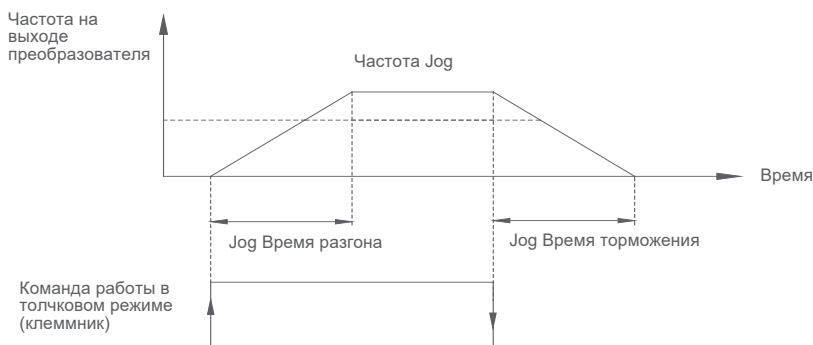 Частота на
выходе
преобразователя
Частота Jog
Время
Jog Время разгона
Jog Время торможения
Команда работы в
толчковом режиме
(клеммник)